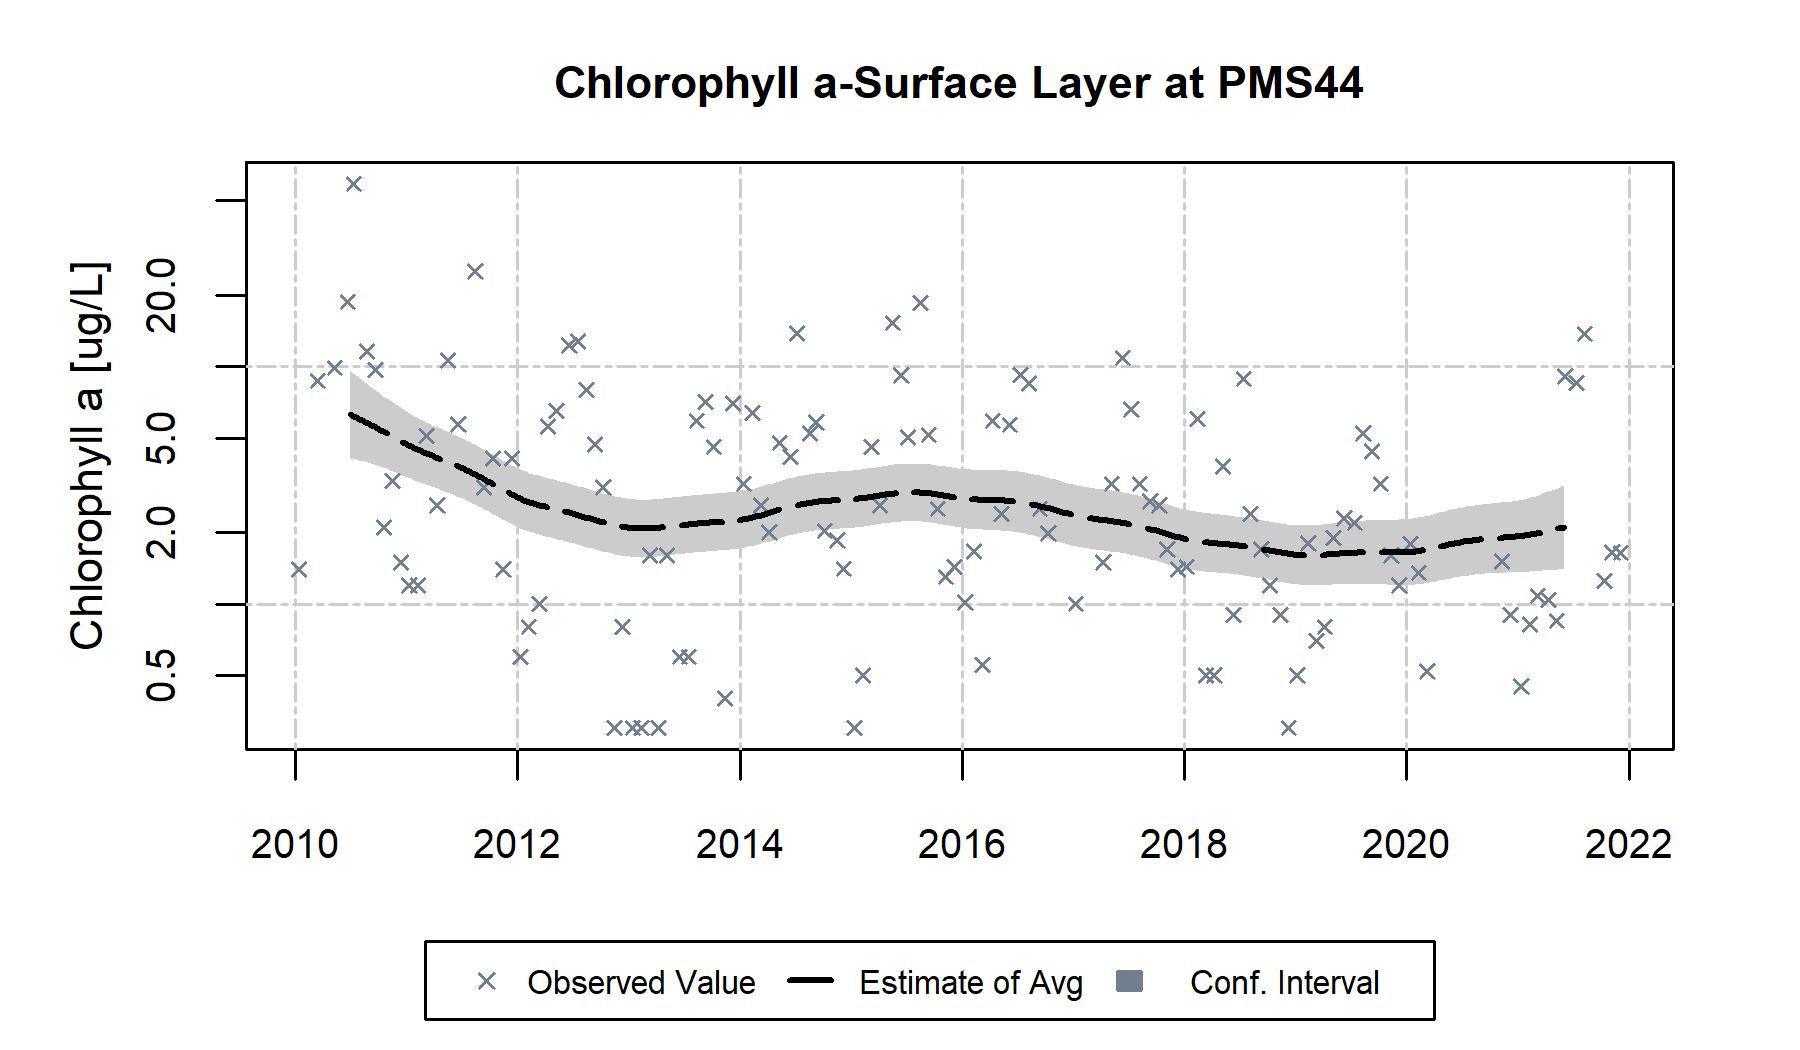 Chlorophyll a-Surface Layer at PMS44
Chlorophyll a [ug/L]
20.0
5.0
2.0
0.5
2010 2012 2014 2016 2018 2020 2022
Observed Value Estimate of Avg Conf. Interval